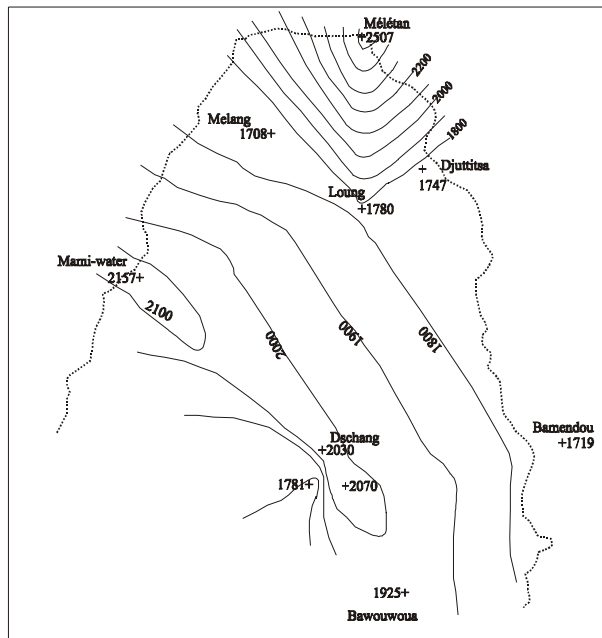 Mélétan
+2507
2200
2000
1800
Melang
1708+
Djuttitsa
+
1747
Loung
+1780
Mami-water
2157+
2100
2000
1900
1800
Dschang
+2030
Bamendou
+1719
1781+
+2070
1925+
Bawouwoua